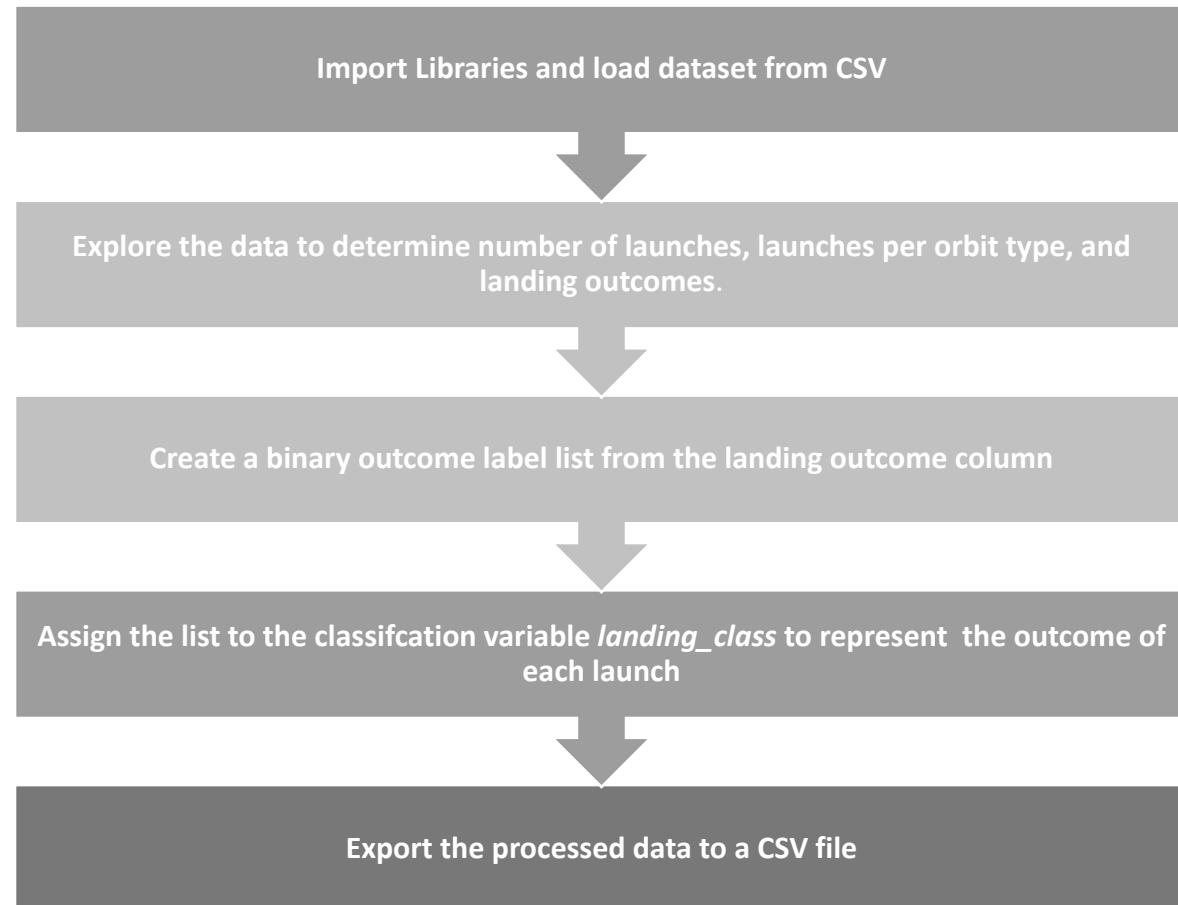 Import Libraries and load dataset from CSV
Explore the data to determine number of launches, launches per orbit type, and
landing outcomes.
Create a binary outcome label list from the landing outcome column
Assign the list to the classifcation variable landing_class to represent  the outcome of
each launch
Export the processed data to a CSV file